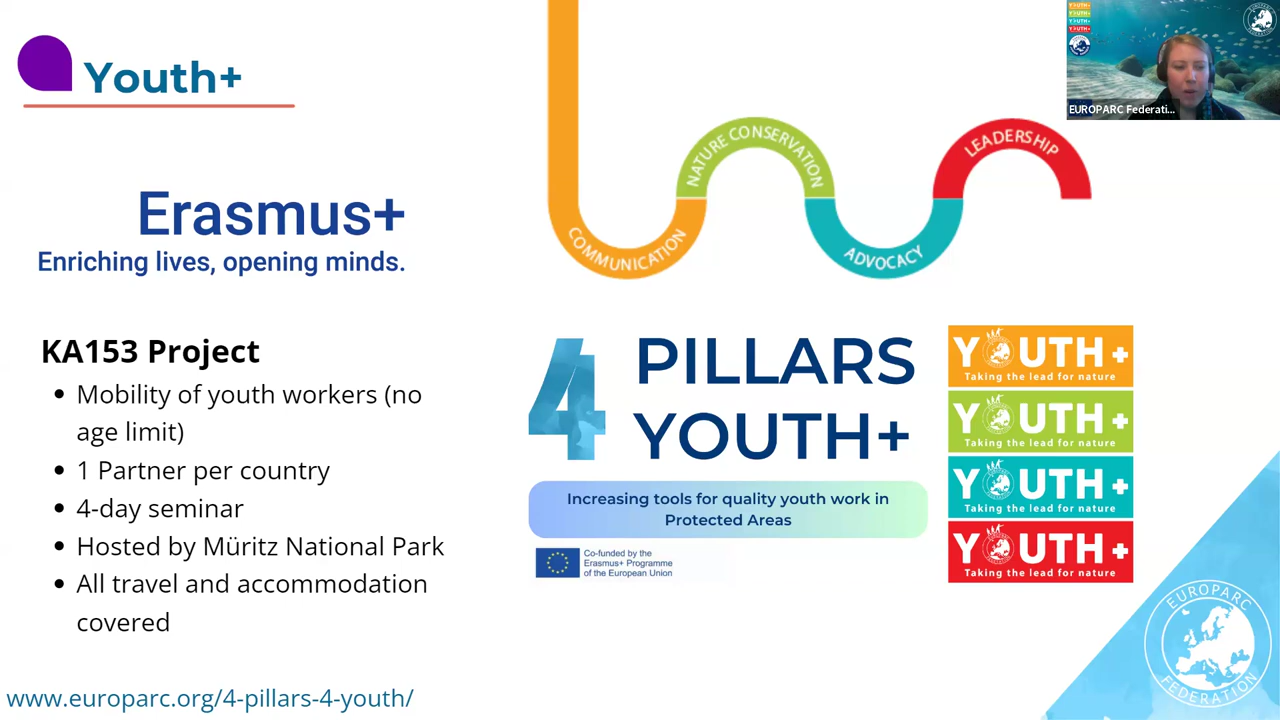 Youth+
Erasmus+
Enriching lives, opening minds.
KA153 Project
• Mobility of youth workers (no
age limit)
• 1 Partner per country
• 4-day seminar
• Hosted by Müritz National Park
• All travel and accommodation
covered
www.europarc.org/4-pillars-4-youth/
COMMUNICATION
NATURE CONSERVATION
ADVOCACY
LEADERSHIP
4 PILLARS
YOUTH+
Increasing tools for quality youth work in
Protected Areas
Co-funded by the
Erasmus+ Programme
of the European Union
YOUTH+
Taking the lead for nature
YOUTH+
Taking the lead for nature
YOUTH+
Taking the lead for nature
YOUTH+
Taking the lead for nature
EUROPARC
FEDERATION
EUROPARC Federati...